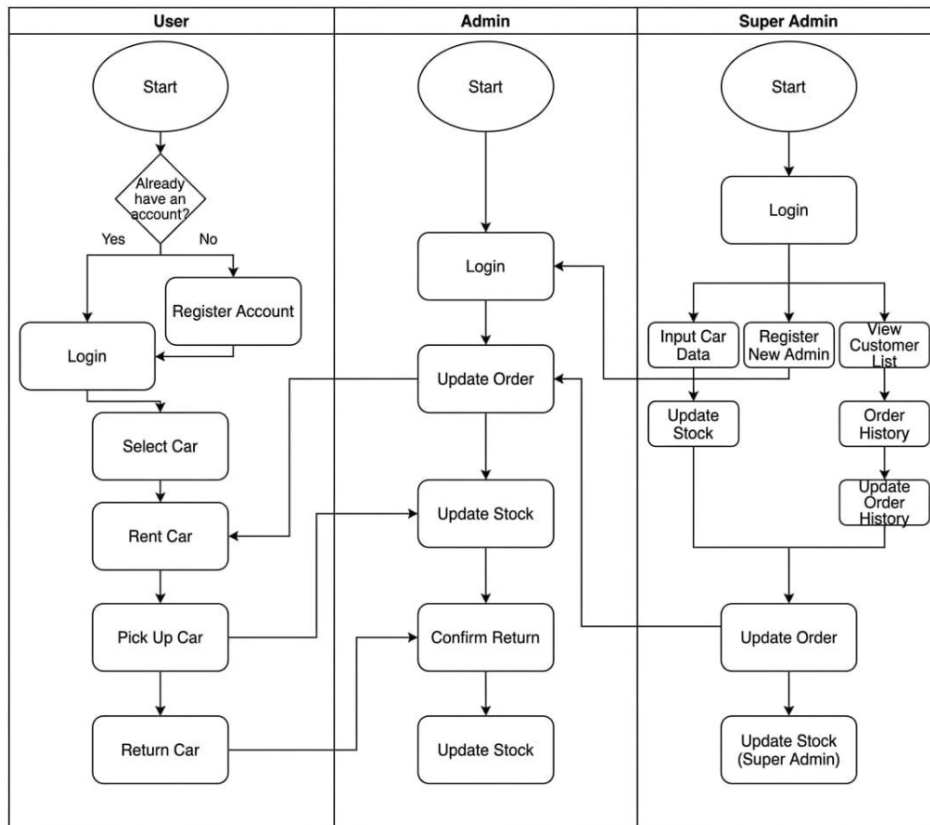 User
Admin
Super Admin
Start
Start
Start
Already
have an
account?
Yes
No
Login
Login
Register Account
Login
Input Car
Data
Register
New Admin
View
Customer
List
Update Order
Select Car
Update
Stock
Order
History
Rent Car
Update Stock
Update
Order
History
Pick Up Car
Confirm Return
Update Order
Return Car
Update Stock
Update Stock
(Super Admin)